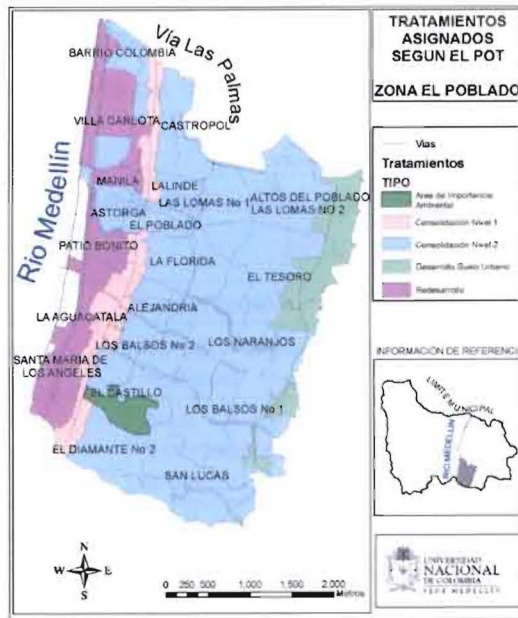 TRATAMIENTOS
ASIGNADOS
SEGUN EL POT
ZONA EL POBLADO
Vías
Tratamientos
TIPO
Area de Importancia
Ambiental
Consolidación Nivel 1
Consolidación Nivel 2
Desarrollo Suelo Urbano
Redesarrollo
INFORMACIÓN DE REFERENCIA
LIMITE MUNICIPAL
RIO MEDELLIN
UNIVERSIDAD
NACIONAL
DE COLOMBIA
SEDE MEDELLÍN
Vía Las Palmas
Río Medellín
BARRIO COLOMBIA
VILLA CARLOTA
CASTROPOL
MANILA
LALINDE
LAS LOMAS No 1
ALTOS DEL POBLADO
LAS LOMAS NO 2
ASTORGA
EL POBLADO
PATIO BONITO
LA FLORIDA
EL TESORO
ALEJANDRIA
LA AGUACATALA
LOS BALSOS No 2
LOS NARANJOS
SANTA MARIA DE
LOS ANGELES
EL CASTILLO
LOS BALSOS No 1
EL DIAMANTE No 2
SAN LUCAS
N
W E
S
0 250 500 1.000 1.500 2.000
Metros